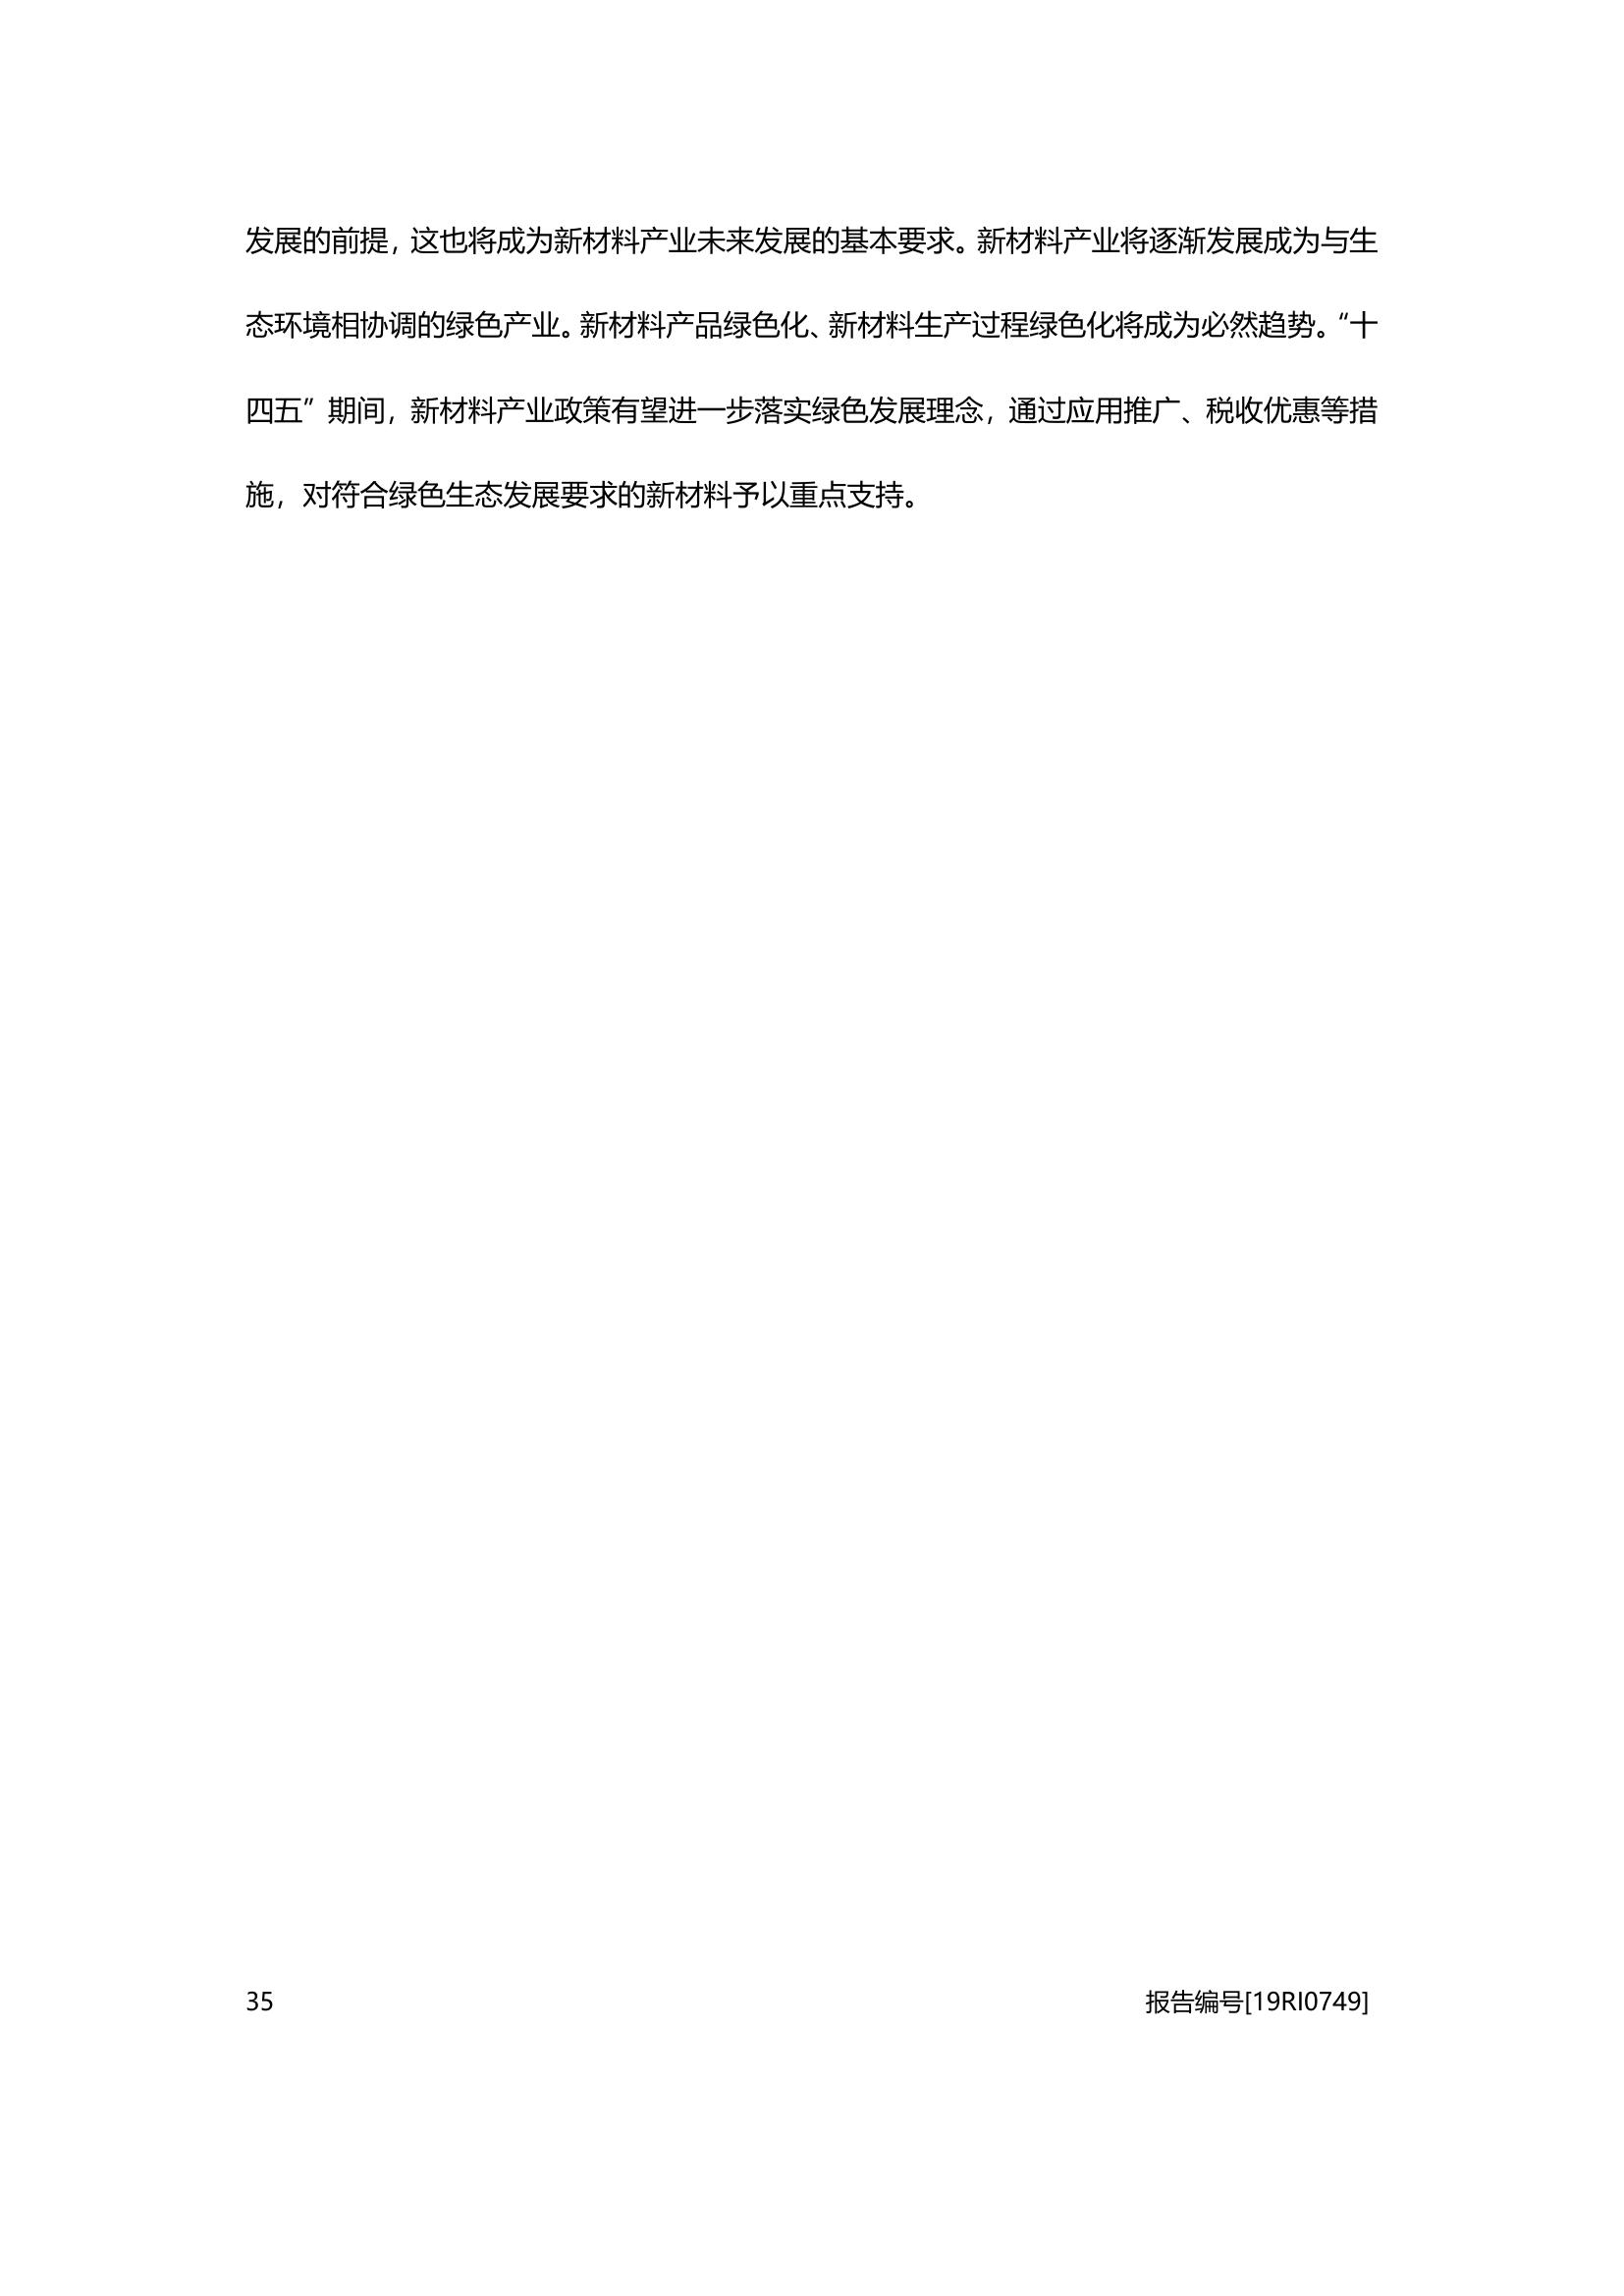 发展的前提，这也将成为新材料产业未来发展的基本要求。新材料产业将逐渐发展成为与生
态环境相协调的绿色产业。新材料产品绿色化、新材料生产过程绿色化将成为必然趋势。“十
四五”期间，新材料产业政策有望进一步落实绿色发展理念，通过应用推广、税收优惠等措
施，对符合绿色生态发展要求的新材料予以重点支持。
35
报告编号[19RI0749]